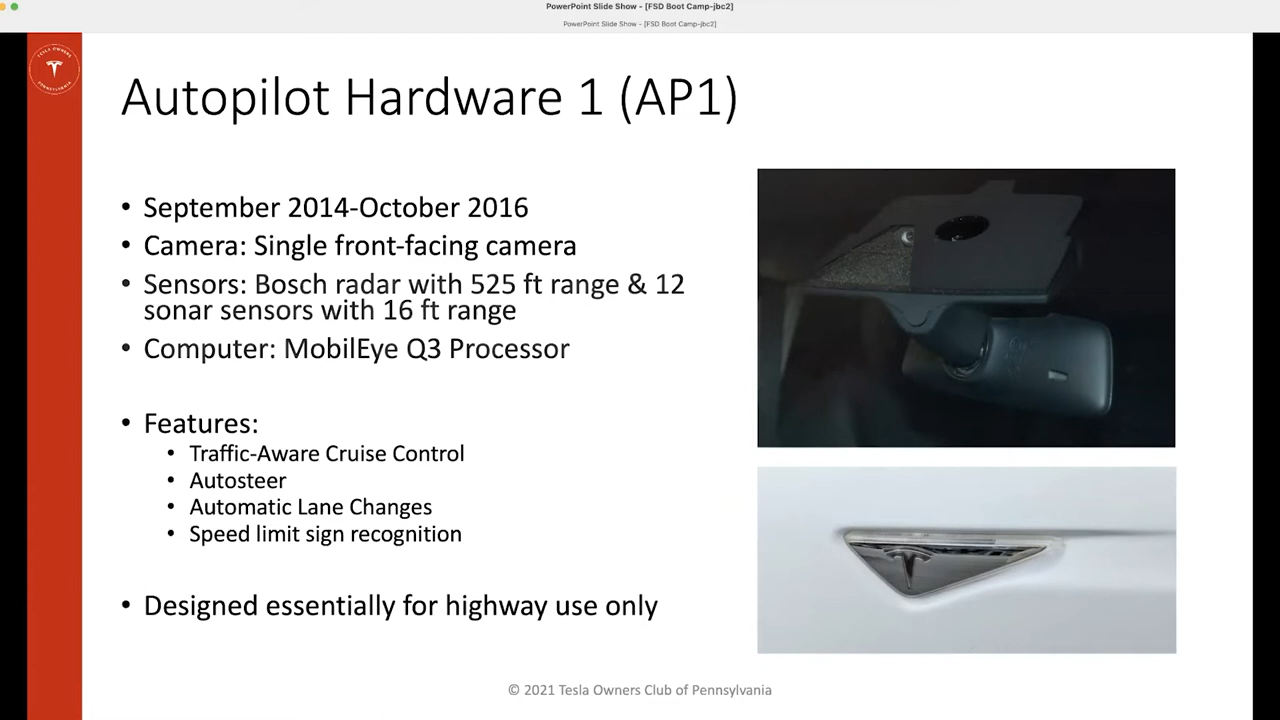 PowerPoint Slide Show - [FSD Boot Camp-jbc2]
PowerPoint Slide Show - [FSD Boot Camp-jbc2]
TESLA OWNERS
PENNSYLVANIA
Autopilot Hardware 1 (AP1)
• September 2014-October 2016
• Camera: Single front-facing camera
• Sensors: Bosch radar with 525 ft range & 12
sonar sensors with 16 ft range
• Computer: MobilEye Q3 Processor
• Features:
• Traffic-Aware Cruise Control
• Autosteer
• Automatic Lane Changes
• Speed limit sign recognition
• Designed essentially for highway use only
© 2021 Tesla Owners Club of Pennsylvania